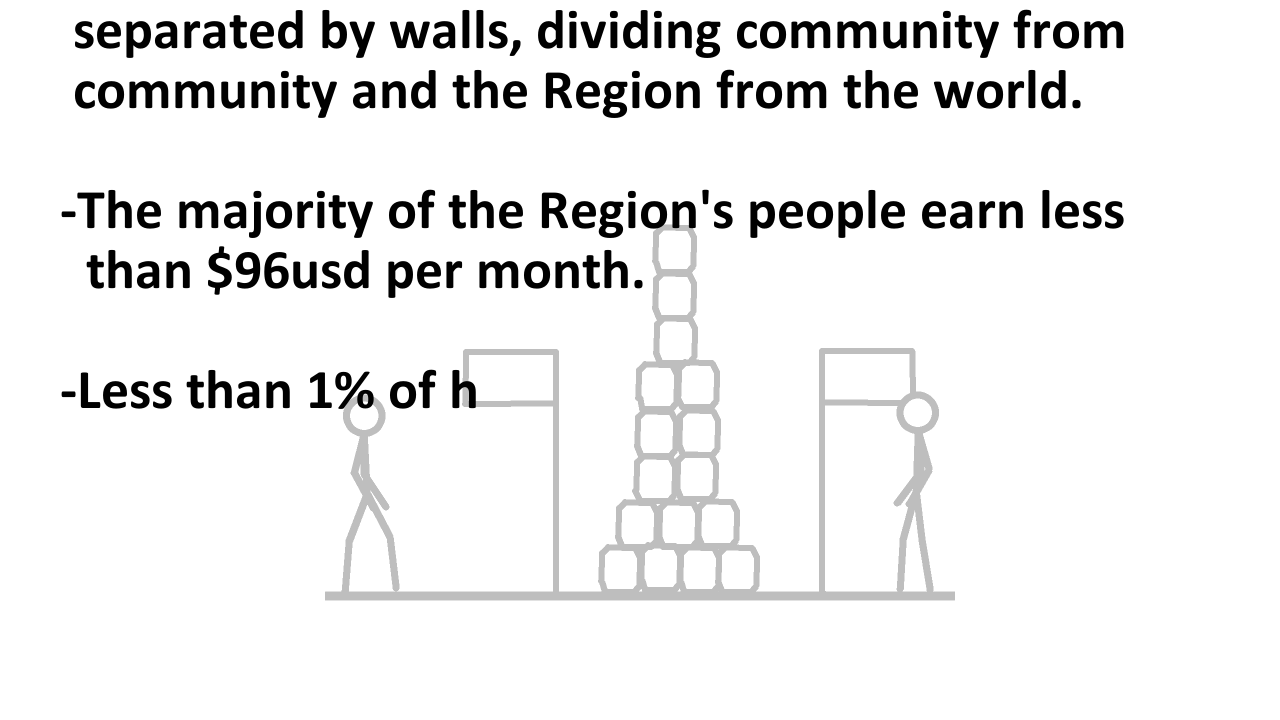 separated by walls, dividing community from
community and the Region from the world.
-The majority of the Region's people earn less
than $96usd per month.
-Less than 1% of h